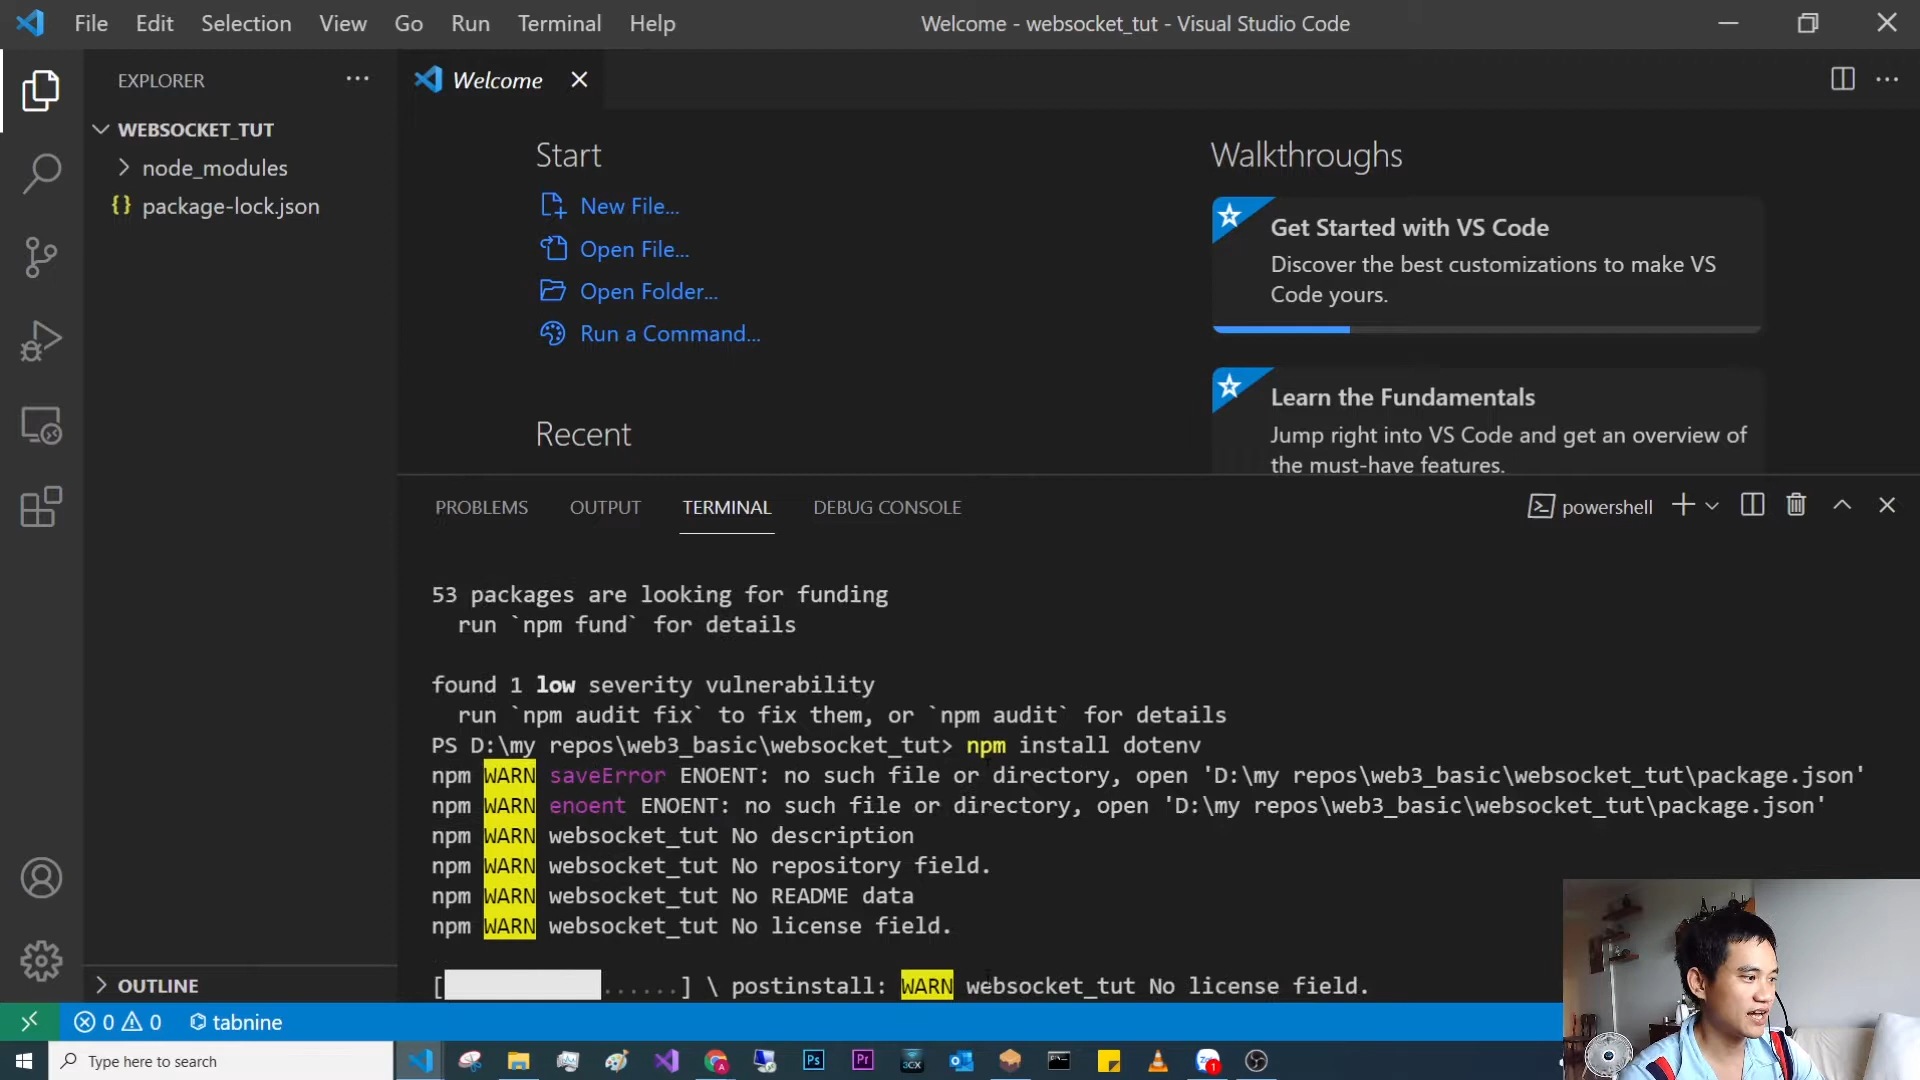 File Edit Selection View Go Run Terminal Help
Welcome - websocket_tut - Visual Studio Code
EXPLORER
WEBSOCKET_TUT
node_modules
{} package-lock.json
OUTLINE
Welcome
Start
New File...
Open File...
Open Folder...
Run a Command...
Recent
Walkthroughs
Get Started with VS Code
Discover the best customizations to make VS
Code yours.
Learn the Fundamentals
Jump right into VS Code and get an overview of
the must-have features.
PROBLEMS OUTPUT TERMINAL DEBUG CONSOLE
powershell
53 packages are looking for funding
run `npm fund` for details
found 1 low severity vulnerability
run `npm audit fix` to fix them, or `npm audit` for details
PS D:\my repos\web3_basic\websocket_tut> npm install dotenv
npm WARN saveError ENOENT: no such file or directory, open 'D:\my repos\web3_basic\websocket_tut\package.json'
npm WARN enoent ENOENT: no such file or directory, open 'D:\my repos\web3_basic\websocket_tut\package.json'
npm WARN websocket_tut No description
npm WARN websocket_tut No repository field.
npm WARN websocket_tut No README data
npm WARN websocket_tut No license field.
[ ......] \ postinstall: WARN websocket_tut No license field.
0 0 tabnine
Type here to search
A Ps Pr 3CX 1